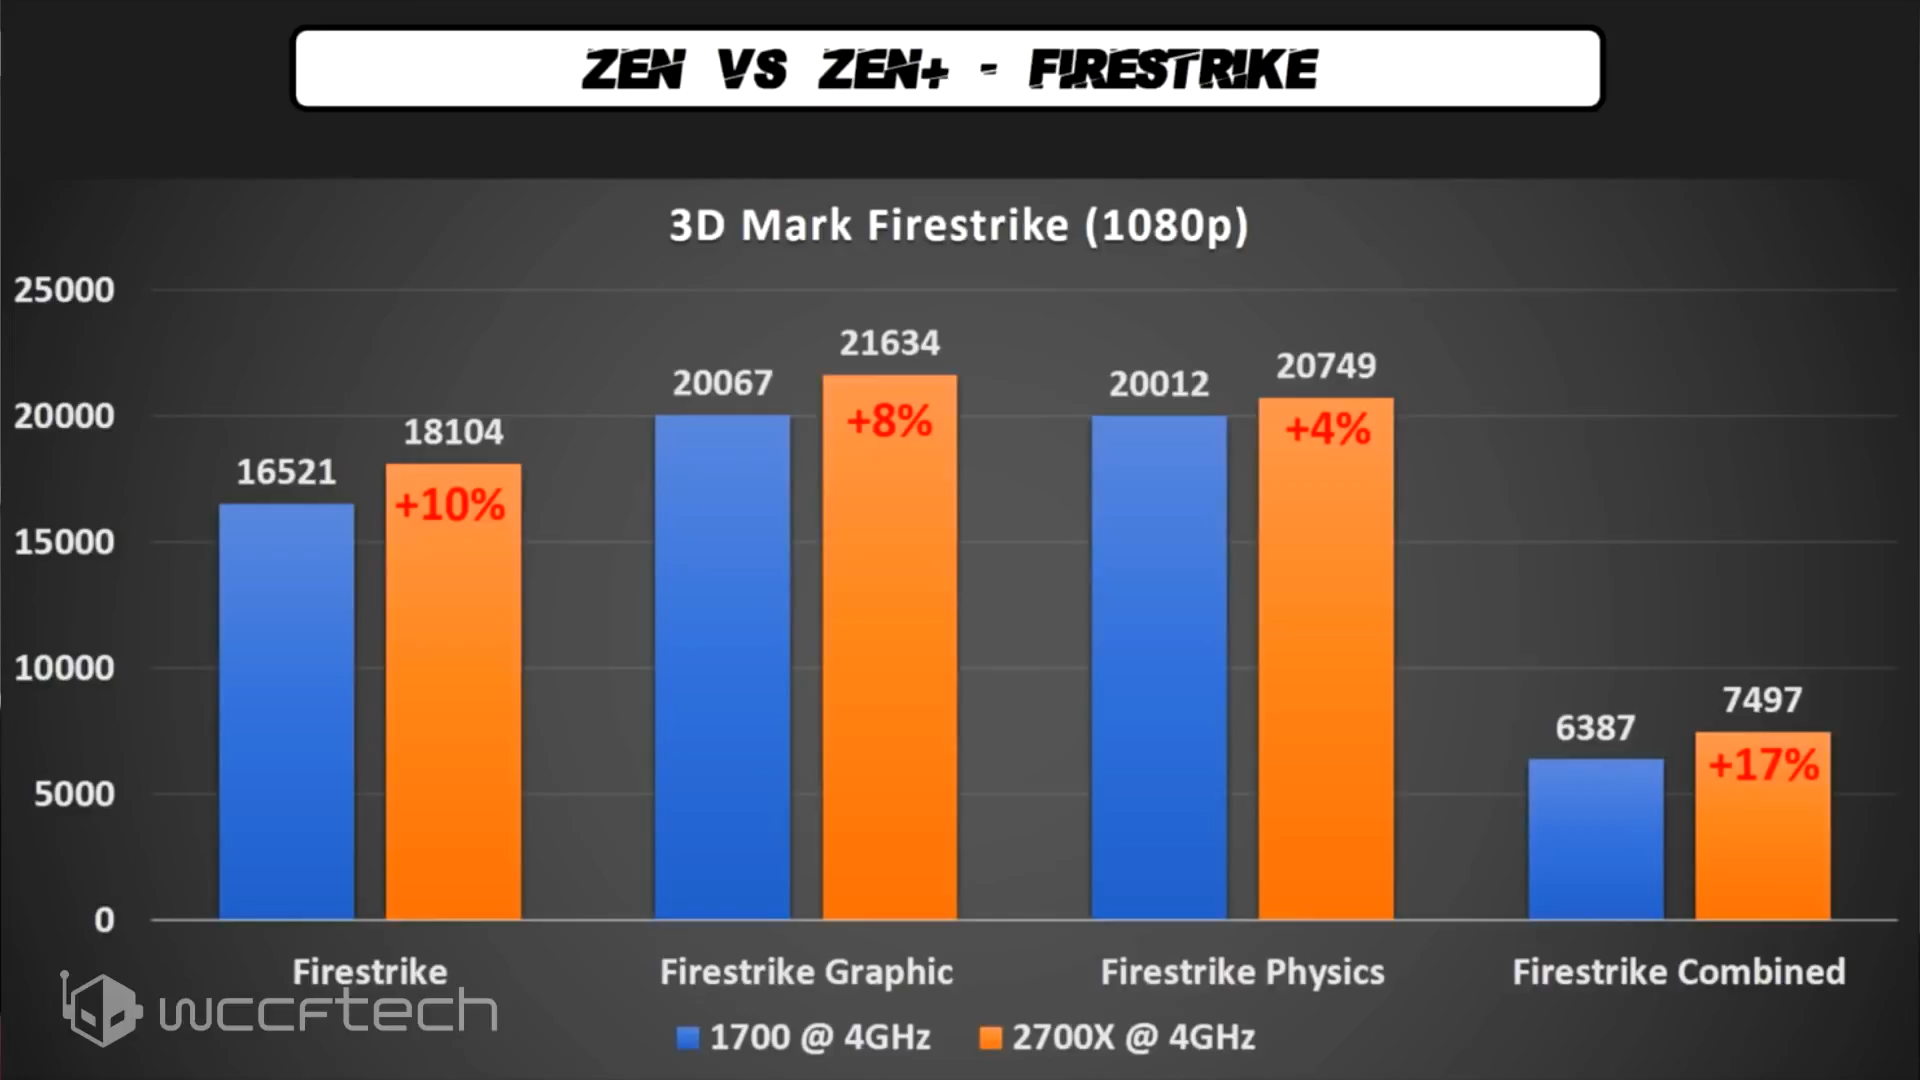 ZEN VS ZEN+ - FIRESTRIKE
3D Mark Firestrike (1080p)
25000
20000
15000
10000
5000
0
16521
18104
+10%
20067
21634
+8%
20012
20749
+4%
6387
7497
+17%
Firestrike
Firestrike Graphic
Firestrike Physics
Firestrike Combined
1700 @ 4GHz
2700X @ 4GHz
wccftech